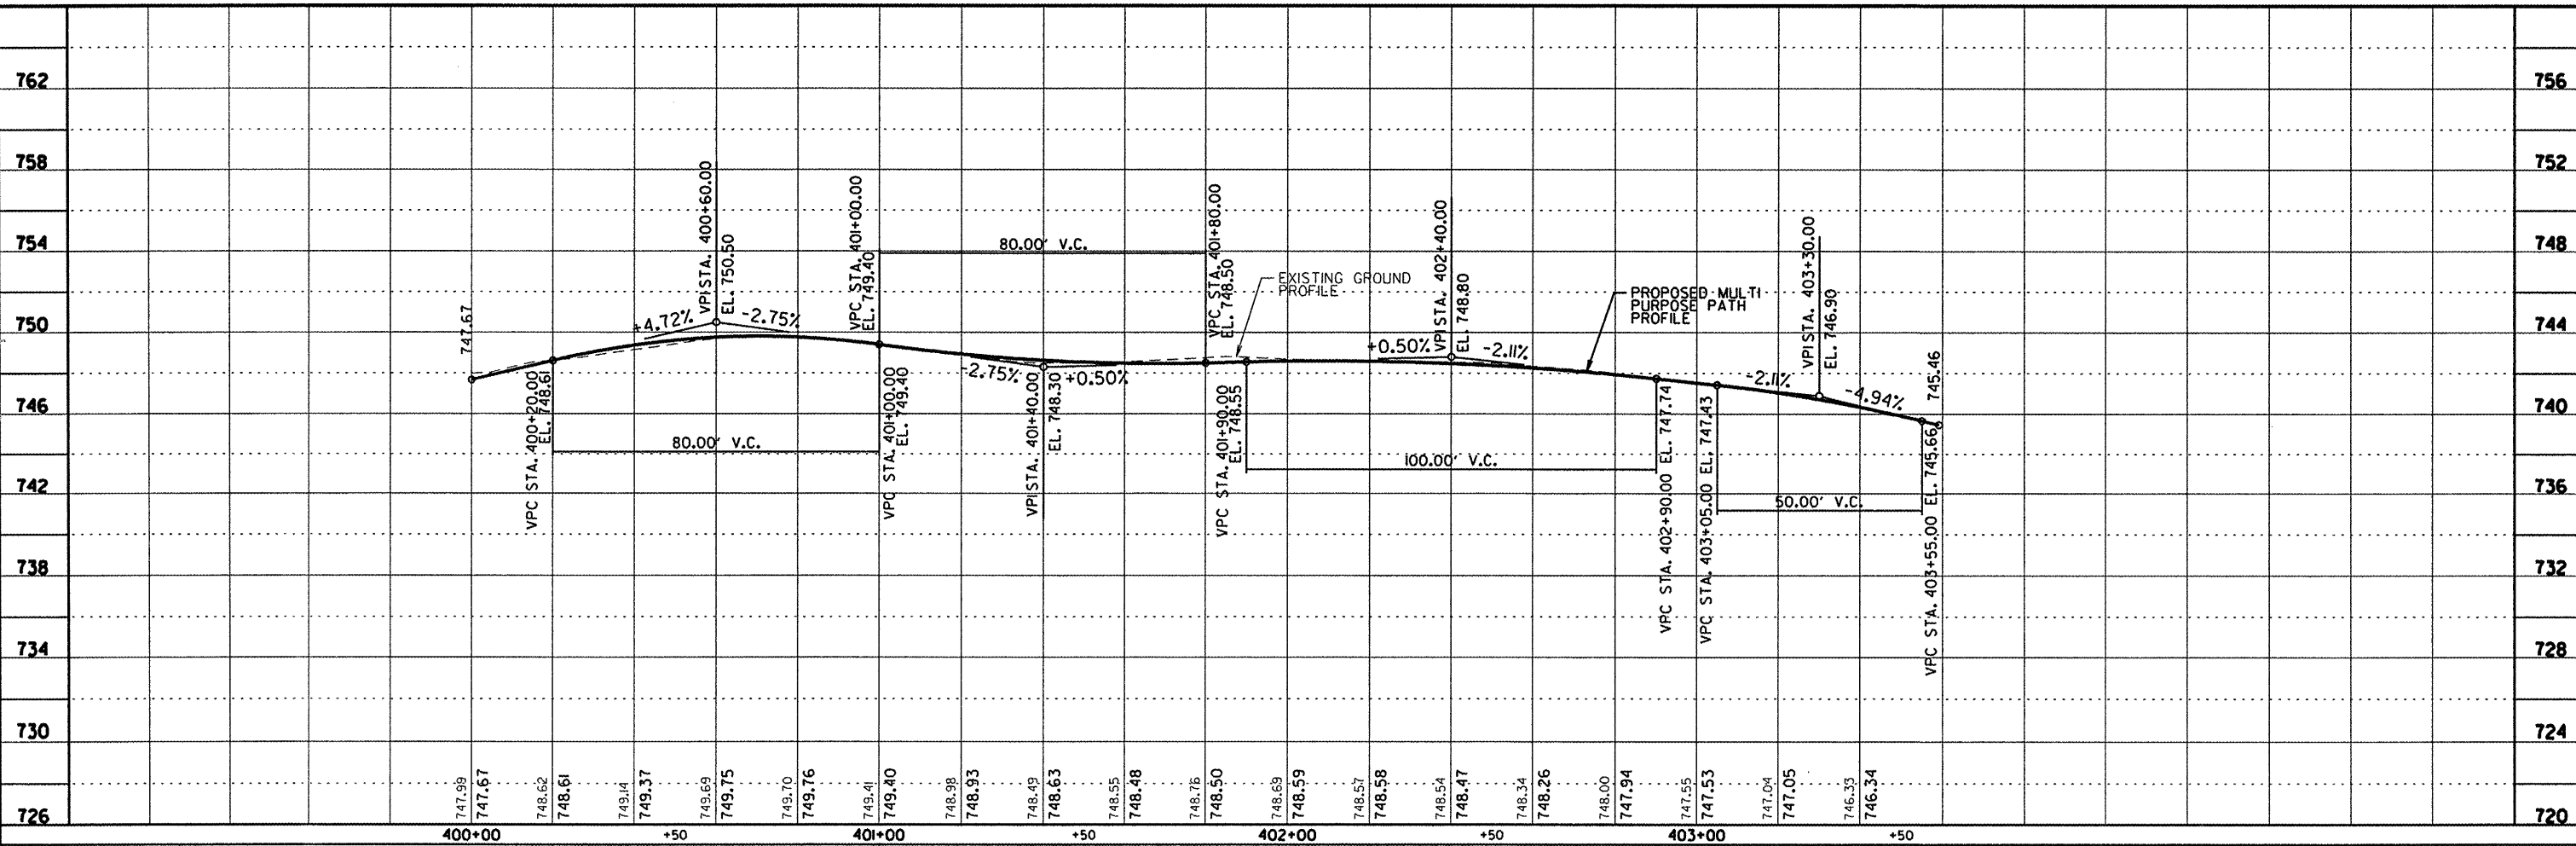 762
758
754
750
746
742
738
734
730
726
756
752
748
744
740
736
732
728
724
720
747.67
VPC STA. 400+20.00
EL. 748.61
+4.72%
VPISTA. 400+60.00
EL. 750.50
-2.75%
80.00' V.C.
VPC STA. 401+00.00
EL. 749.40
VPC STA. 401+00.00
EL. 749.40
80.00' V.C.
-2.75%
VPISTA. 401+40.00
EL. 748.30
+0.50%
VPC STA. 401+80.00
EL. 748.50
VPC STA. 401+90.00
EL. 748.55
EXISTING GROUND
PROFILE
100.00' V.C.
+0.50%
VPISTA. 402+40.00
EL. 748.80
-2.11%
PROPOSED MULTI
PURPOSE PATH
PROFILE
VPC STA. 402+90.00 EL. 747.74
VPC STA. 403+05.00 EL. 747.43
-2.11%
VPISTA. 403+30.00
EL. 746.90
-4.94%
50.00' V.C.
VPC STA. 403+55.00 EL. 745.66
745.46
747.99
747.67
748.62
748.61
749.14
749.37
749.69
749.75
749.70
749.76
749.41
749.40
748.98
748.93
748.49
748.63
748.55
748.48
748.76
748.50
748.69
748.59
748.57
748.58
748.54
748.47
748.34
748.26
748.00
747.94
747.55
747.53
747.04
747.05
746.33
746.34
400+00
+50
401+00
+50
402+00
+50
403+00
+50